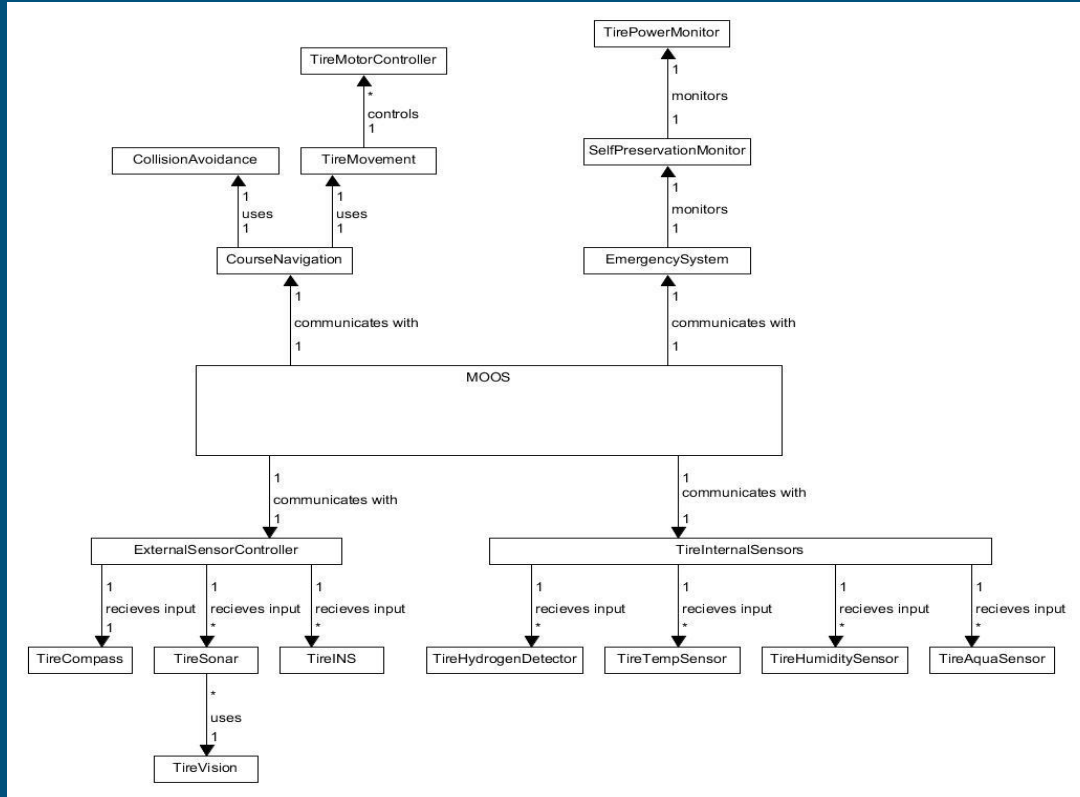 TirePowerMonitor
TireMotorController
1
*
monitors
controls
1
1
CollisionAvoidance
TireMovement
SelfPreservationMonitor
1
1
1
uses
uses
monitors
1
1
1
CourseNavigation
EmergencySystem
1
1
communicates with
communicates with
1
1
MOOS
1
1
communicates with
communicates with
1
1
ExternalSensorController
TireInternalSensors
1
1
1
1
1
1
1
recieves input
recieves input
recieves input
recieves input
recieves input
recieves input
recieves input
1
*
*
*
*
*
*
TireCompass
TireSonar
TireINS
TireHydrogenDetector
TireTempSensor
TireHumiditySensor
TireAquaSensor
*
uses
1
TireVision